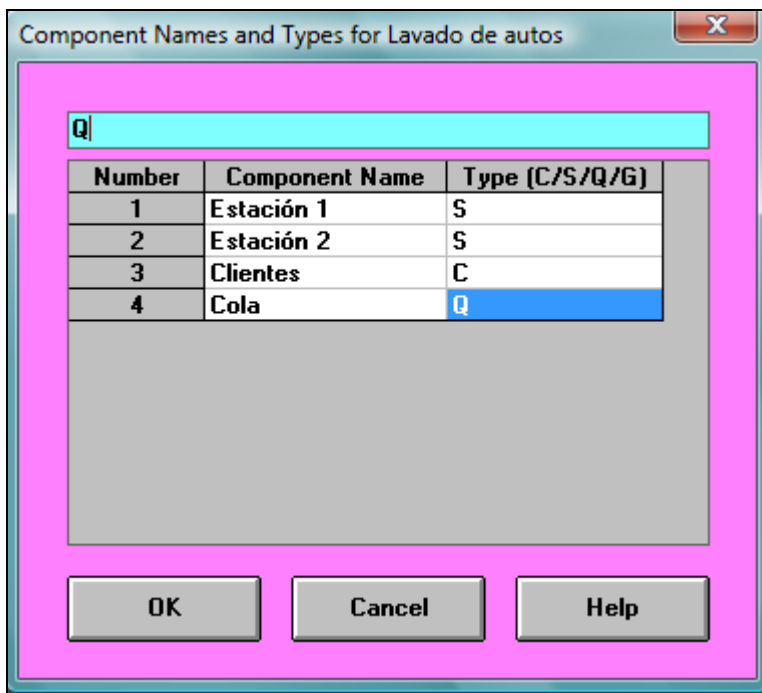 Component Names and Types for Lavado de autos
X
Q
Number Component Name Type (C/S/Q/G)
1 Estación 1 S
2 Estación 2 S
3 Clientes C
4 Cola Q
OK Cancel Help